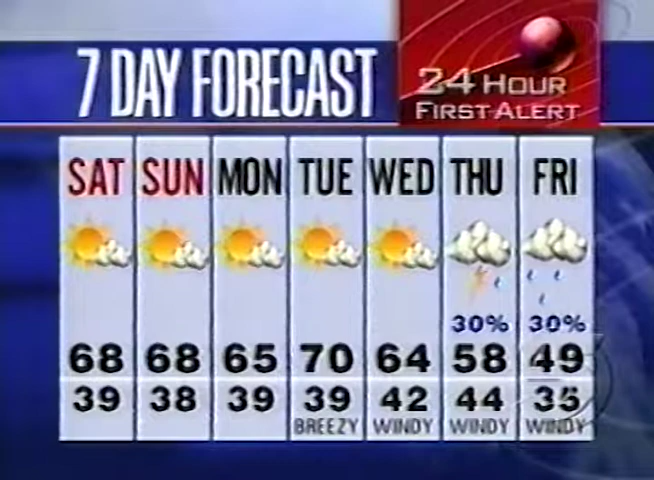 7 DAY FORECAST
24 HOUR
FIRST ALERT
SAT SUN MON TUE WED THU FRI
30% 30%
68 68 65 70 64 58 49
39 38 39 39 42 44 35
BREEZY WINDY WINDY WINDY